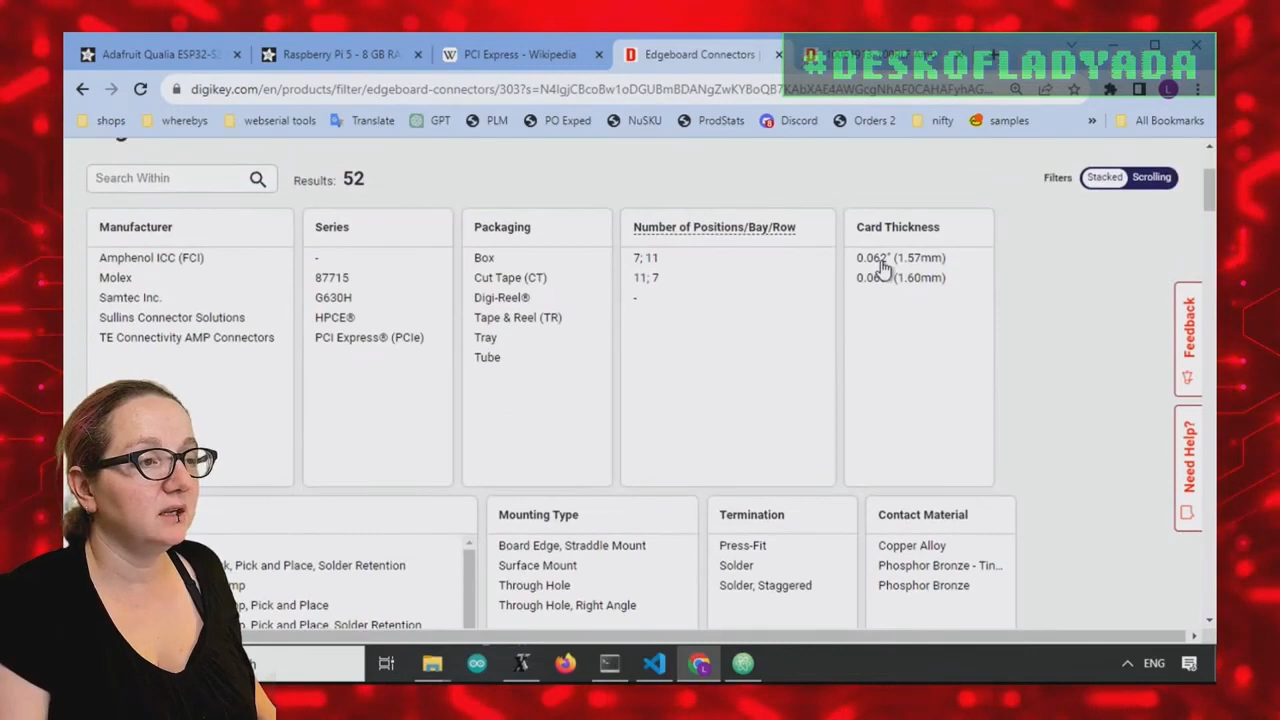 #DESKOFLADYADA
Adafruit Qualia ESP32-S
Raspberry Pi 5 - 8 GB RA
PCI Express - Wikipedia
Edgeboard Connectors
digikey.com/en/products/filter/edgeboard-connectors/303?s=
shops
wherebys
webserial tools
Translate
GPT
PLM
PO Exped
NuSKU
ProdStats
Discord
Orders 2
nifty
samples
»
All Bookmarks
Search Within
Results: 52
Filters
Stacked
Scrolling
Manufacturer
Amphenol ICC (FCI)
Molex
Samtec Inc.
Sullins Connector Solutions
TE Connectivity AMP Connectors
Series
-
87715
G630H
HPCE®
PCI Express® (PCIe)
Packaging
Box
Cut Tape (CT)
Digi-Reel®
Tape & Reel (TR)
Tray
Tube
Number of Positions/Bay/Row
7; 11
11; 7
-
Card Thickness
0.062" (1.57mm)
(1.60mm)
Feedback
Need Help?
k, Pick and Place, Solder Retention
mp
p, Pick and Place
p, Pick and Place, Solder Retention
Mounting Type
Board Edge, Straddle Mount
Surface Mount
Through Hole
Through Hole, Right Angle
Termination
Press-Fit
Solder
Solder, Staggered
Contact Material
Copper Alloy
Phosphor Bronze - Tin...
Phosphor Bronze
ENG